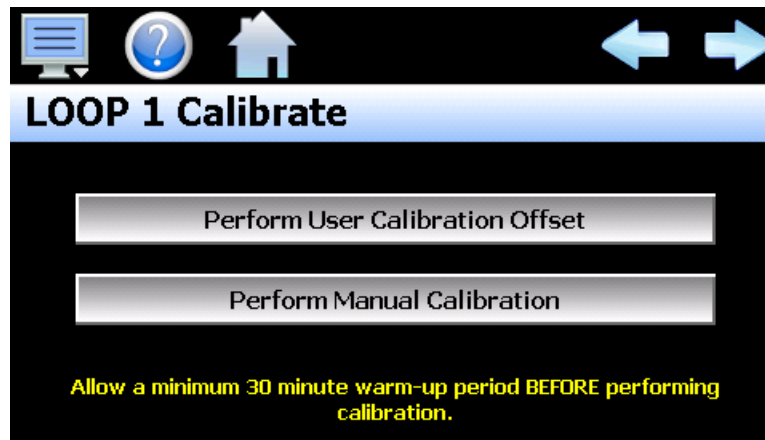 ?
LOOP 1 Calibrate
Perform User Calibration Offset
Perform Manual Calibration
Allow a minimum 30 minute warm-up period BEFORE performing
calibration.